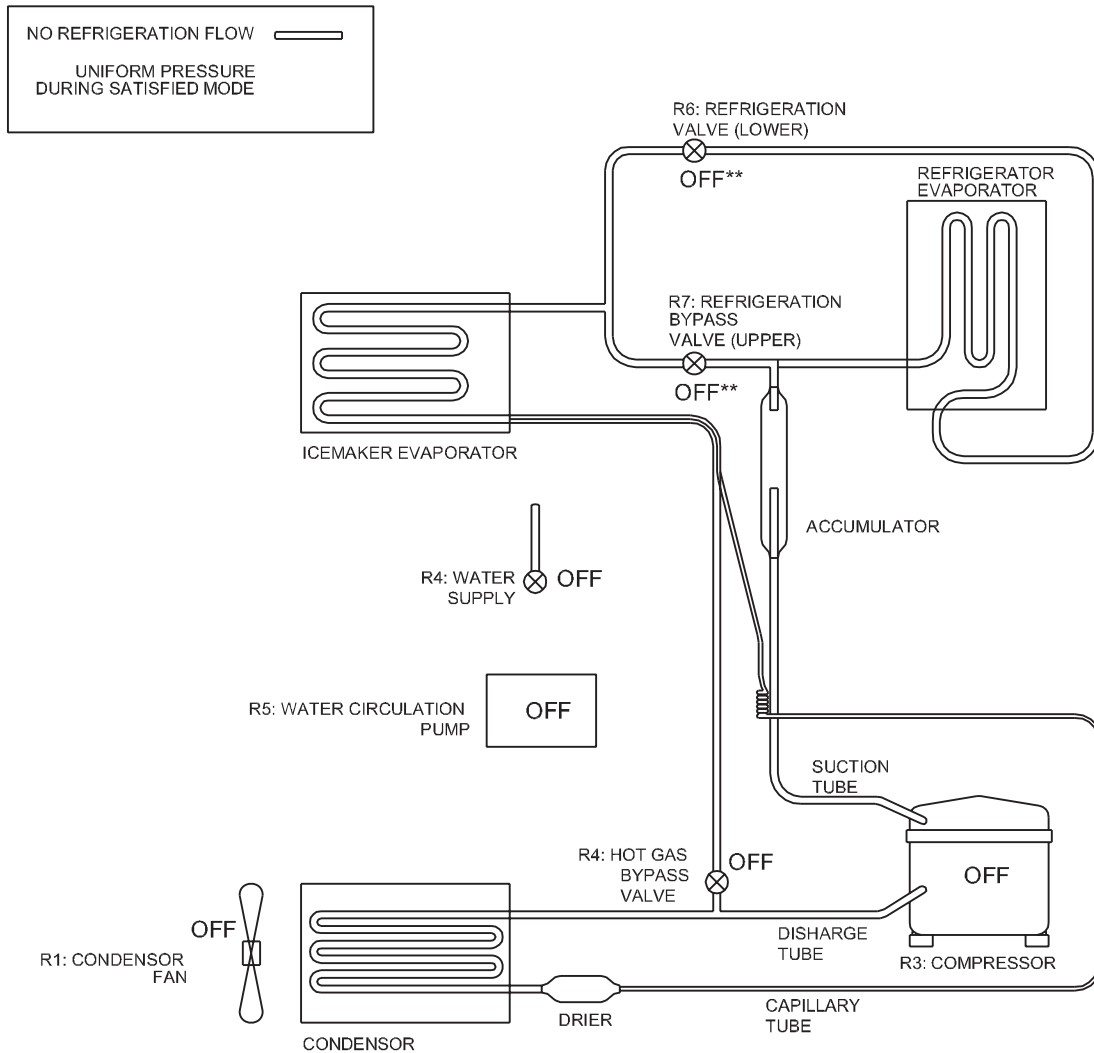 NO REFRIGERATION FLOW
UNIFORM PRESSURE
DURING SATISFIED MODE
R6: REFRIGERATION
VALVE (LOWER)
OFF**
REFRIGERATOR
EVAPORATOR
R7: REFRIGERATION
BYPASS
VALVE (UPPER)
OFF**
ICEMAKER EVAPORATOR
ACCUMULATOR
R4: WATER
SUPPLY
OFF
R5: WATER CIRCULATION
PUMP
OFF
SUCTION
TUBE
R4: HOT GAS
BYPASS
VALVE
OFF
OFF
OFF
R1: CONDENSOR
FAN
DISHARGE
TUBE
R3: COMPRESSOR
DRIER
CAPILLARY
TUBE
CONDENSOR